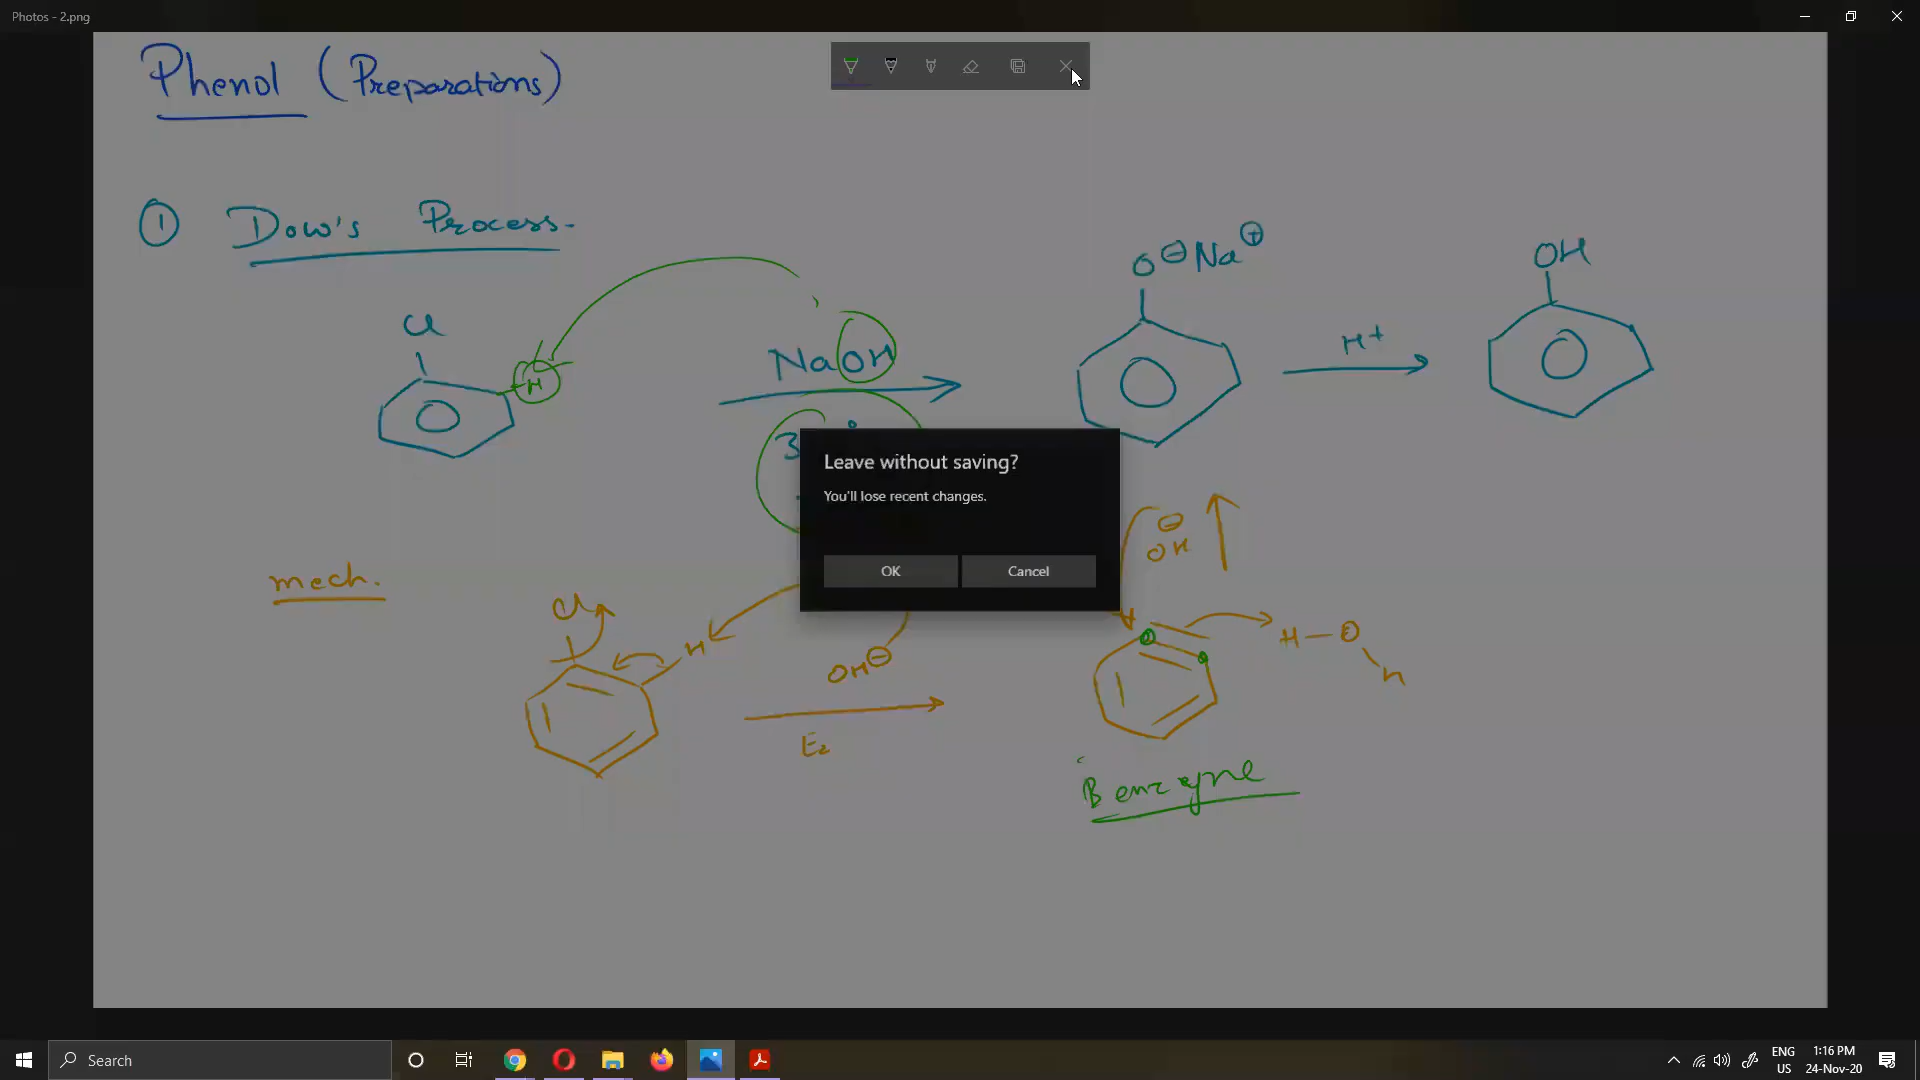 Photos - 2.png
Phenol (Preparations)
① Dow's Process.
Cl
H
NaOH
3
O ⊖ Na ⊕
H+
OH
Leave without saving?
You'll lose recent changes.
OK
Cancel
mech.
Cl
H
OH⊖
E₂
⊖
OH
H — O
H
Benzyne
Search
ENG
US
1:16 PM
24-Nov-20